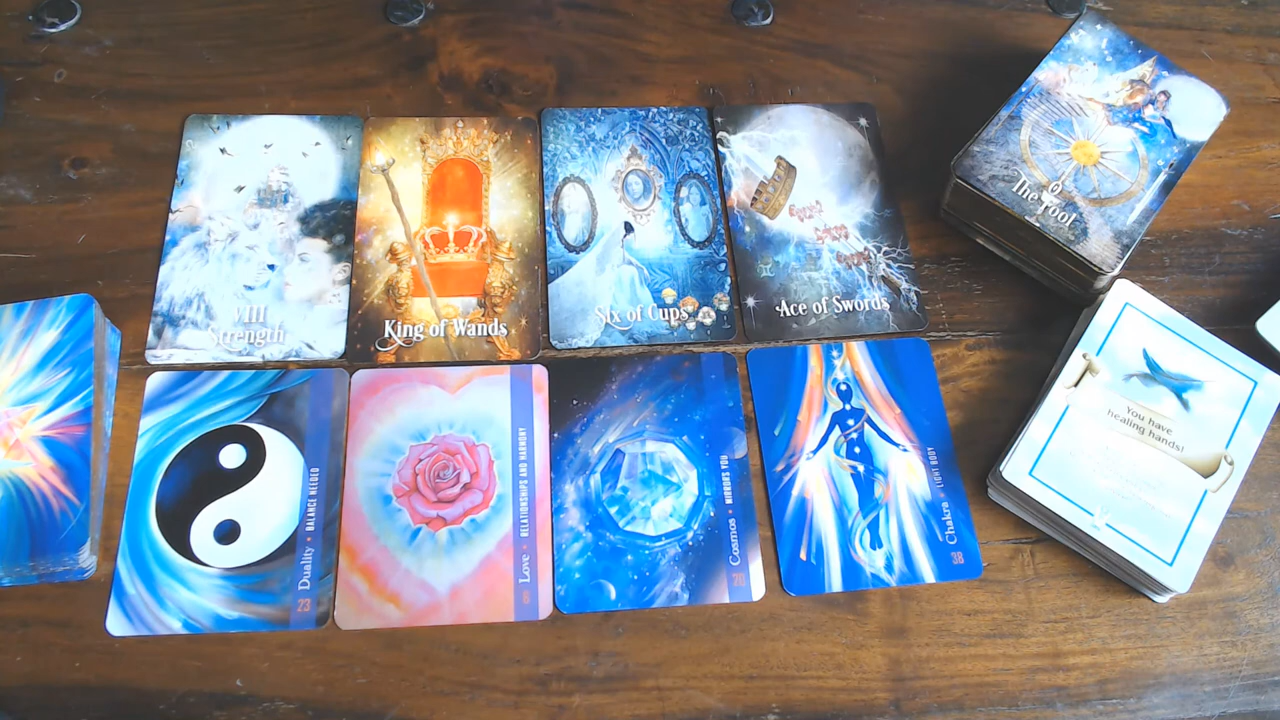 VIII
Strength
King of Wands
Six of Cups
Ace of Swords
0
The Fool
You have
healing hands!
23 Duality • BALANCE NEEDED
Love • RELATIONSHIPS AND HARMONY
Cosmos • MIRRORS YOU
38 Chakra • LIGHT BODY